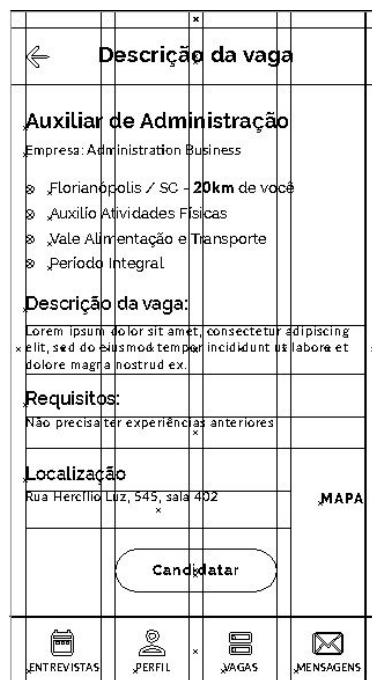 Descrição da vaga
Auxiliar de Administração
Empresa: Administration Business
Florianópolis / SC - 20km de você
Auxilío Atividades Físicas
Vale Alimentação e Transporte
Período Integral
Descrição da vaga:
Lorem ipsum dolor sit amet, consectetur adipiscing
elit, sed do eiusmod tempor incididunt ut labore et
dolore magna nostrud ex.
Requisitos:
Não precisa ter experiências anteriores
Localização
Rua Hercílio Luz, 545, sala 402
MAPA
Candidatar
ENTREVISTAS PERFIL VAGAS MENSAGENS